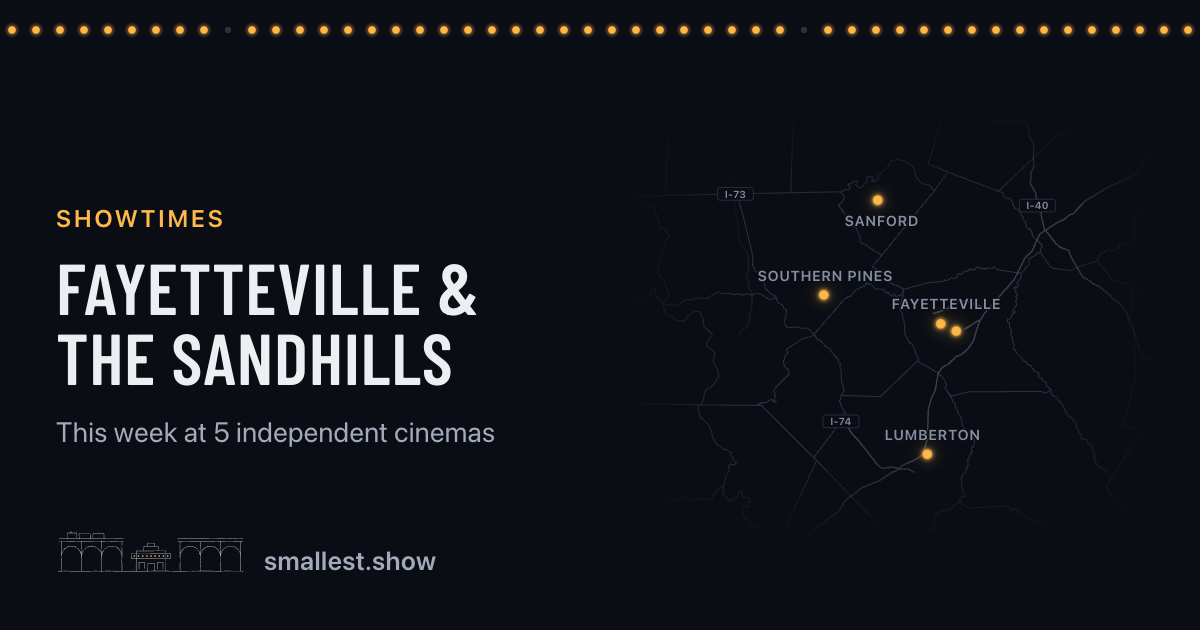 SHOWTIMES
FAYETTEVILLE &
THE SANDHILLS
This week at 5 independent cinemas
smallest.show
I-73
SANFORD
I-40
SOUTHERN PINES
FAYETTEVILLE
I-74
LUMBERTON